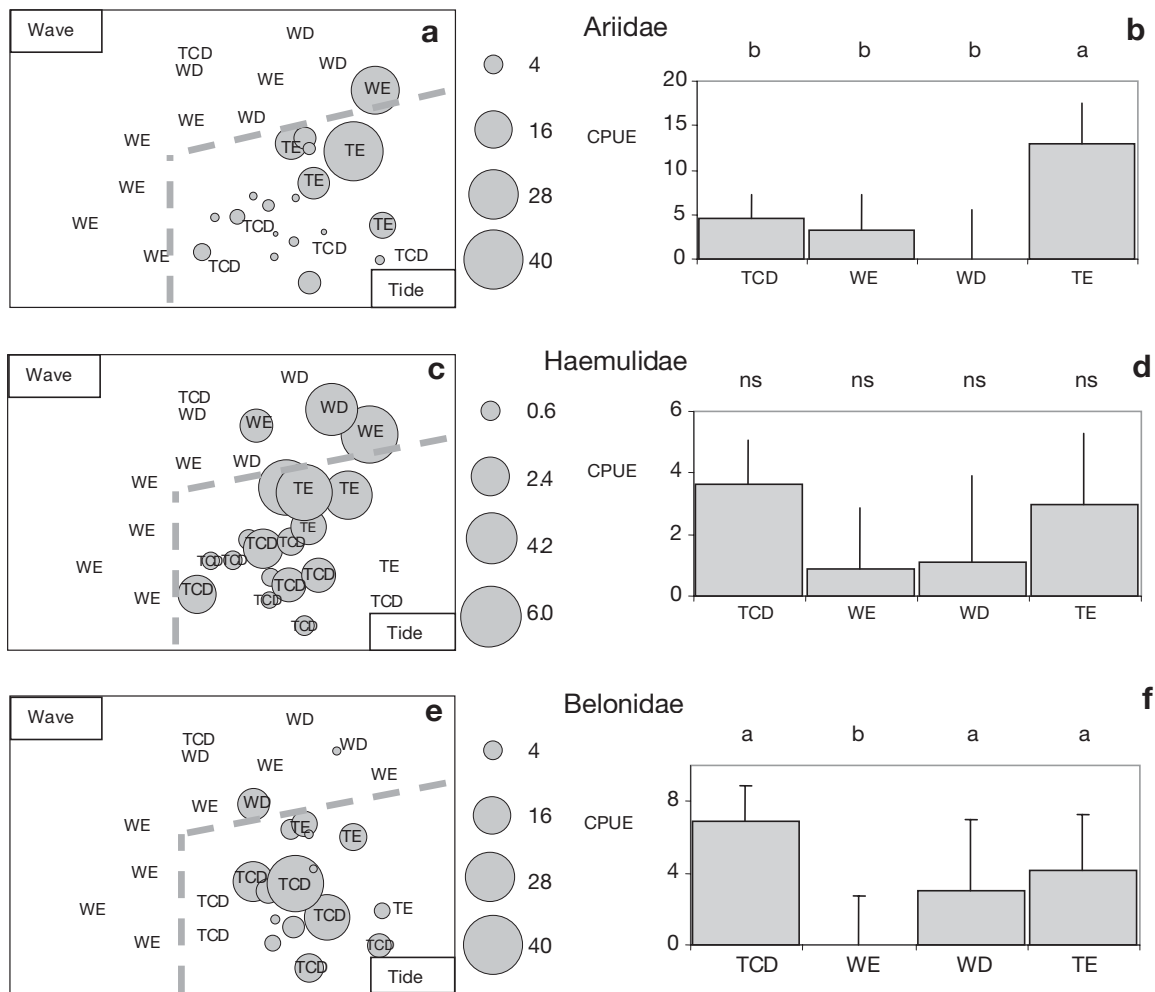 Wave
a
WD
TCD
WD
WD
WE
WE
WE
WD
WE
TE
TE
WE
TE
WE
TCD
TE
TCD
WE
TCD
TCD
Tide
4
16
28
40
Ariidae
b
b b b a
CPUE
20
15
10
5
0
TCD WE WD TE
Wave
c
WD
TCD
WD
WD
WE
WE
WE
WD
WE
TE
TE
WE
TE
TCD
TCD
TCD
TCD
WE
TCD
TCD
TE
TCD
WE
TCD
TCD
TCD
Tide
0.6
2.4
4.2
6.0
Haemulidae
d
ns ns ns ns
CPUE
6
4
2
0
TCD WE WD TE
Wave
e
WD
TCD
WD
WD
WE
WE
WE
WD
WE
TE
TE
WE
TCD
TCD
TCD
WE
TCD
TE
WE
TCD
TCD
TCD
Tide
4
16
28
40
Belonidae
f
a b a a
CPUE
8
4
0
TCD WE WD TE